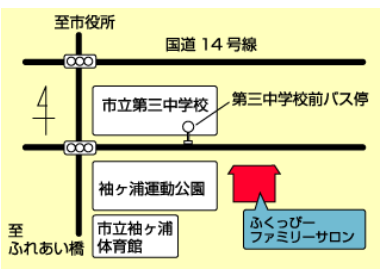 至市役所
国道14号線
市立第三中学校
第三中学校前バス停
袖ヶ浦運動公園
市立袖ヶ浦
体育館
ふくっぴー
ファミリーサロン
至
ふれあい橋